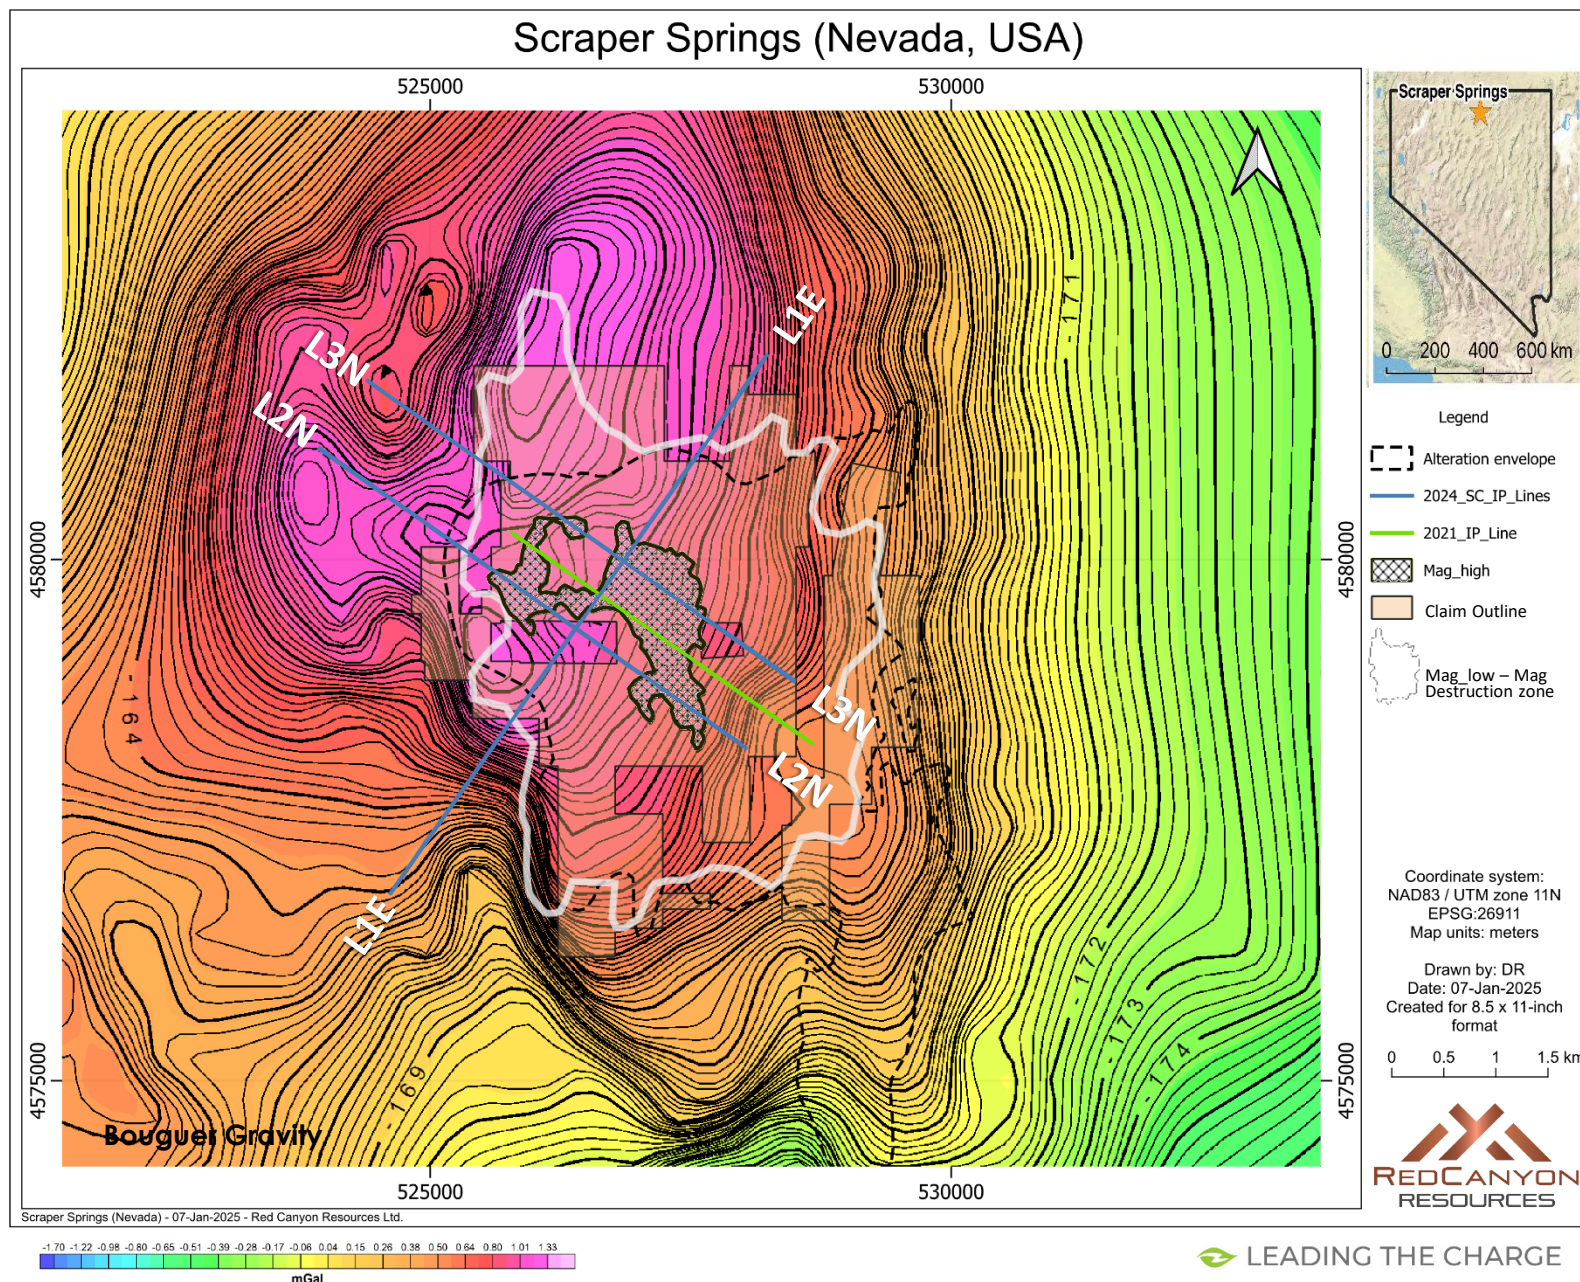 Scraper Springs (Nevada, USA)
525000
530000
Scraper Springs
0 200 400 600 km
-171
L1E
L3N
L2N
Legend
Alteration envelope
2024_SC_IP_Lines
2021_IP_Line
Mag_high
Claim Outline
Mag_low – Mag
Destruction zone
4580000
4580000
-164
L3N
L2N
L1E
-172
-173
-174
-169
4575000
4575000
Coordinate system:
NAD83 / UTM zone 11N
EPSG:26911
Map units: meters
Drawn by: DR
Date: 07-Jan-2025
Created for 8.5 x 11-inch
format
0 0.5 1 1.5 km
Bouguer Gravity
525000
530000
REDCANYON
RESOURCES
Scraper Springs (Nevada) - 07-Jan-2025 - Red Canyon Resources Ltd.
-1.70 -1.22 -0.98 -0.80 -0.65 -0.51 -0.39 -0.28 -0.17 -0.06 0.04 0.15 0.26 0.38 0.50 0.64 0.80 1.01 1.33
mGal
LEADING THE CHARGE